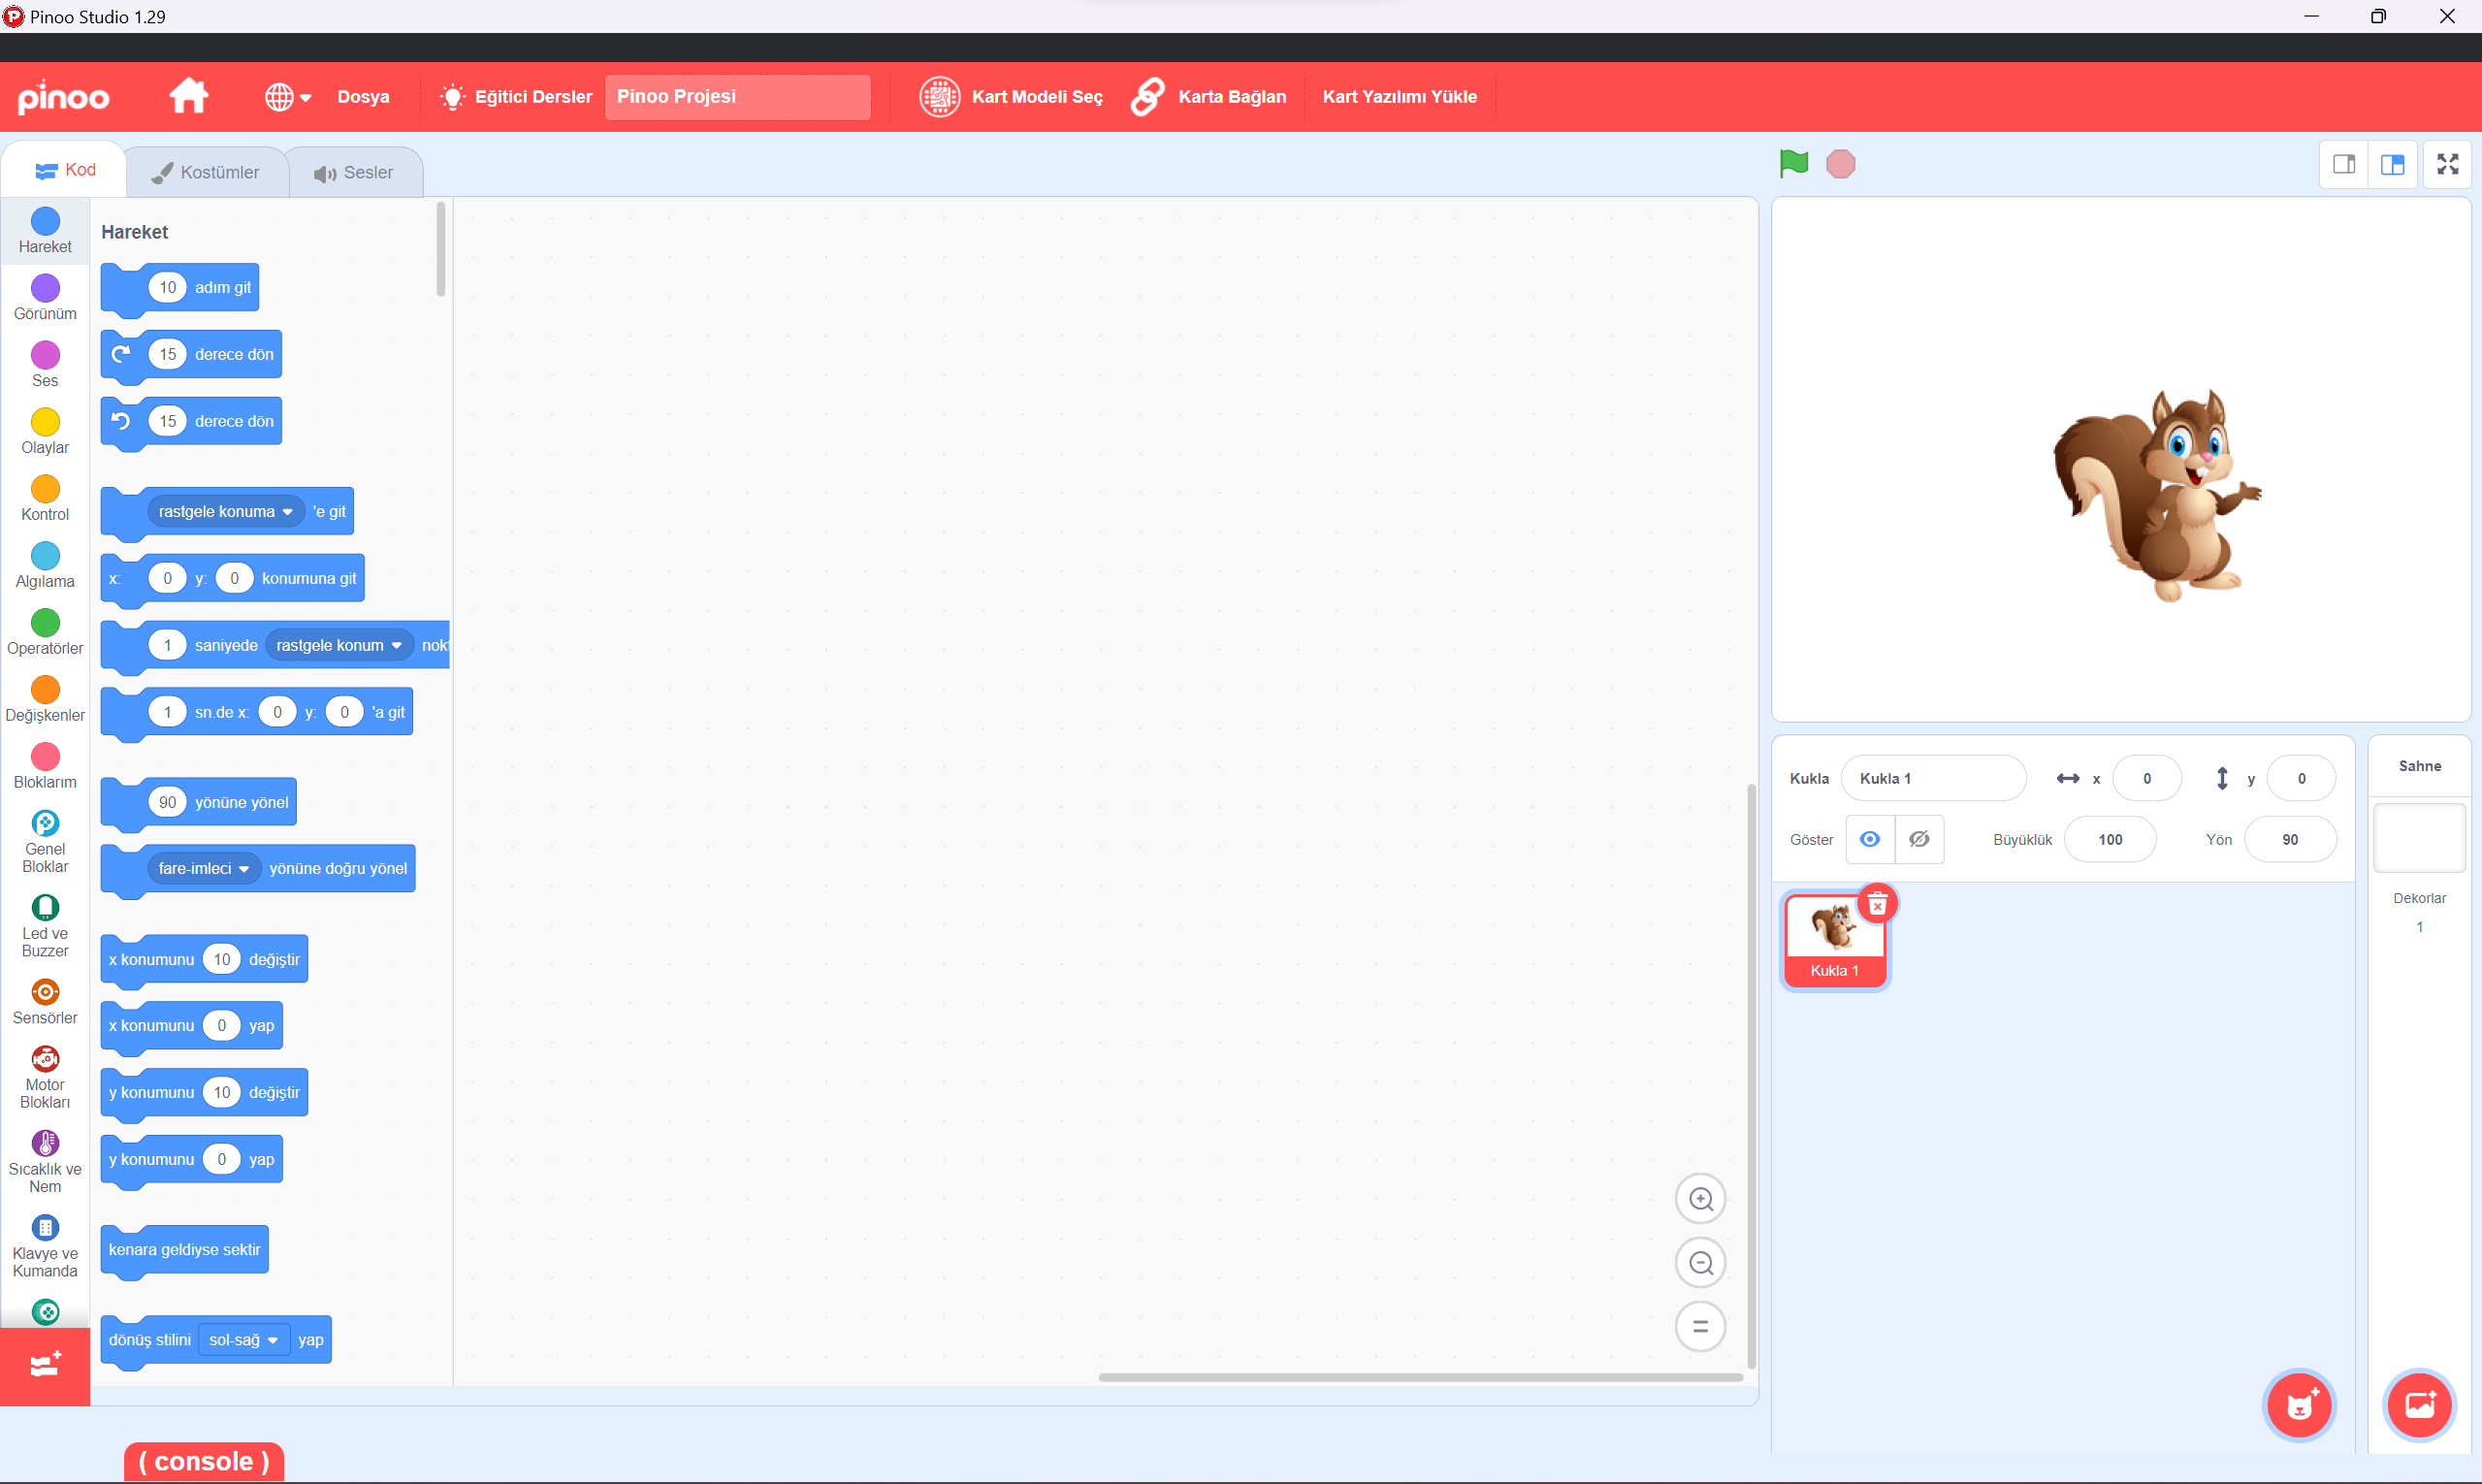 Pinoo Studio 1.29
pinoo
Dosya
Eğitici Dersler
Pinoo Projesi
Kart Modeli Seç
Karta Bağlan
Kart Yazılımı Yükle
Kod
Kostümler
Sesler
Hareket
Görünüm
Ses
Olaylar
Kontrol
Algılama
Operatörler
Değişkenler
Bloklarım
Genel
Bloklar
Led ve
Buzzer
Sensörler
Motor
Blokları
Sıcaklık ve
Nem
Klavye ve
Kumanda
Hareket
10 adım git
15 derece dön
15 derece dön
rastgele konuma 'e git
x: 0 y: 0 konumuna git
1 saniyede rastgele konum nokt
1 sn.de x: 0 y: 0 'a git
90 yönüne yönel
fare-imleci yönüne doğru yönel
x konumunu 10 değiştir
x konumunu 0 yap
y konumunu 10 değiştir
y konumunu 0 yap
kenara geldiyse sektir
dönüş stilini sol-sağ yap
( console )
Kukla Kukla 1 x 0 y 0
Göster Büyüklük 100 Yön 90
Kukla 1
Sahne
Dekorlar
1